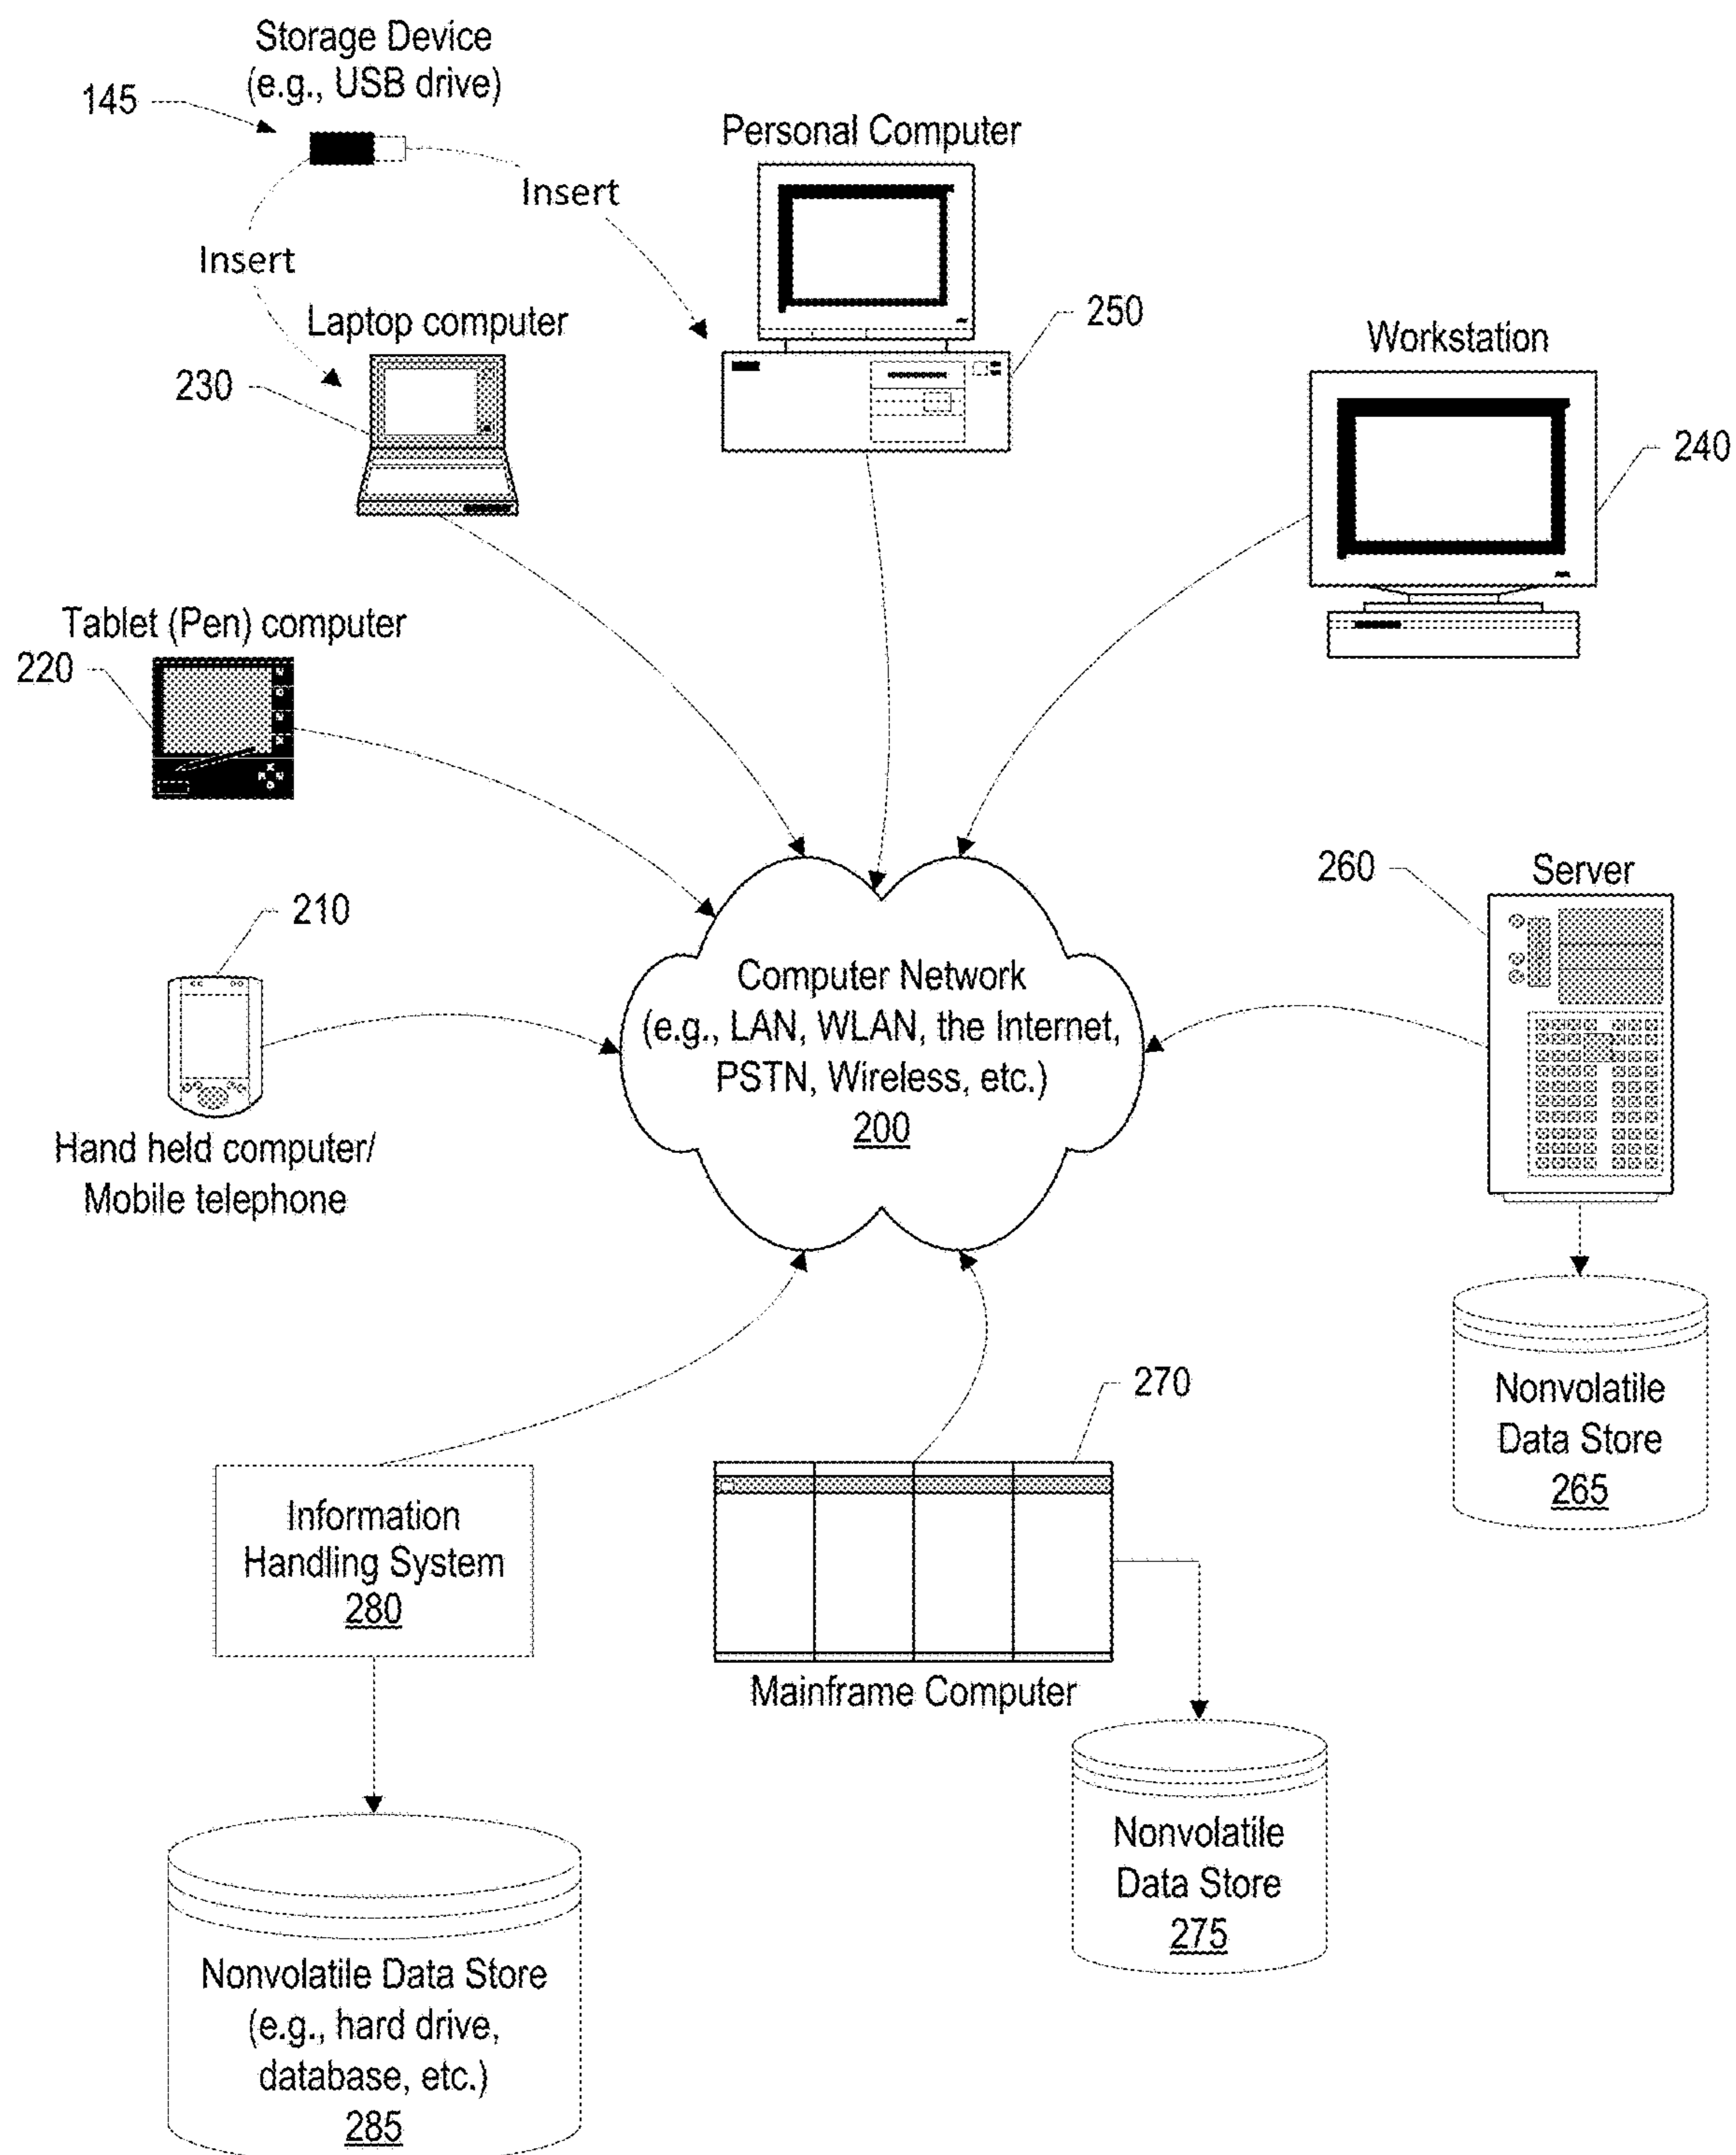 Storage Device
(e.g., USB drive)
145
Insert
Insert
Personal Computer
250
Laptop computer
230
Workstation
240
Tablet (Pen) computer
220
210
Hand held computer/
Mobile telephone
Computer Network
(e.g., LAN, WLAN, the Internet,
PSTN, Wireless, etc.)
200
260
Server
Nonvolatile
Data Store
265
270
Mainframe Computer
Nonvolatile
Data Store
275
Information
Handling System
280
Nonvolatile Data Store
(e.g., hard drive,
database, etc.)
285